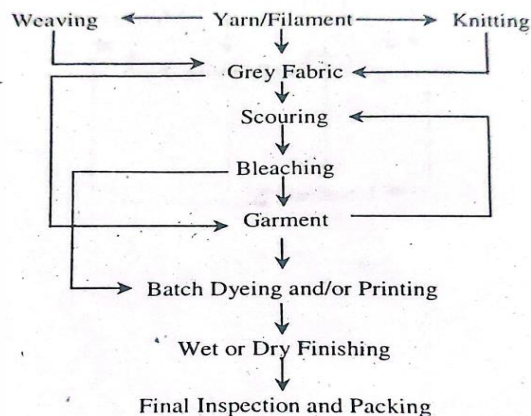 Weaving Yarn/Filament Knitting
Grey Fabric
Scouring
Bleaching
Garment
Batch Dyeing and/or Printing
Wet or Dry Finishing
Final Inspection and Packing